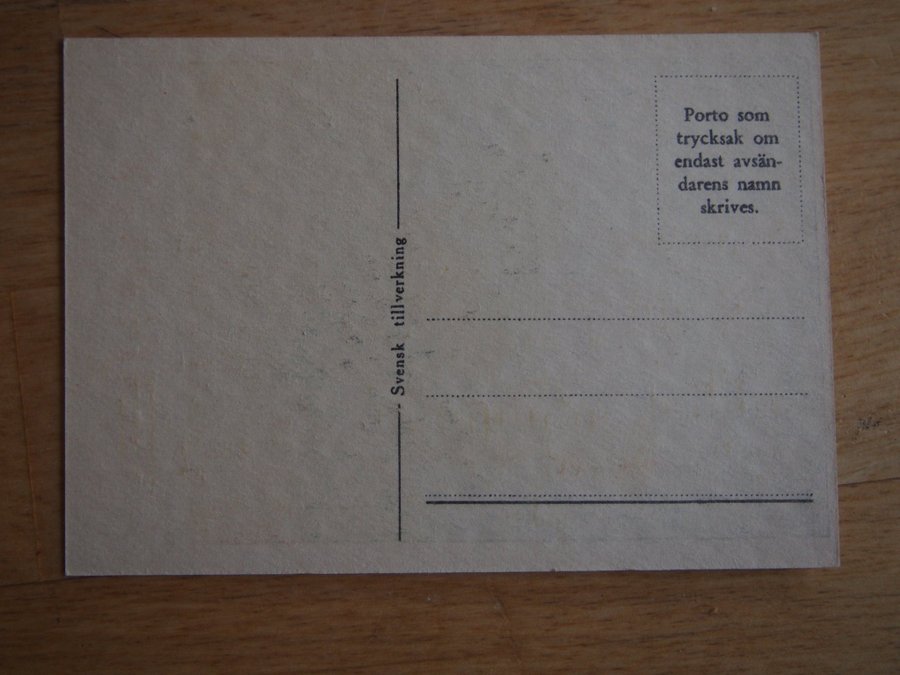 Svensk tillverkning
Porto som
trycksak om
endast avsän-
darens namn
skrives.